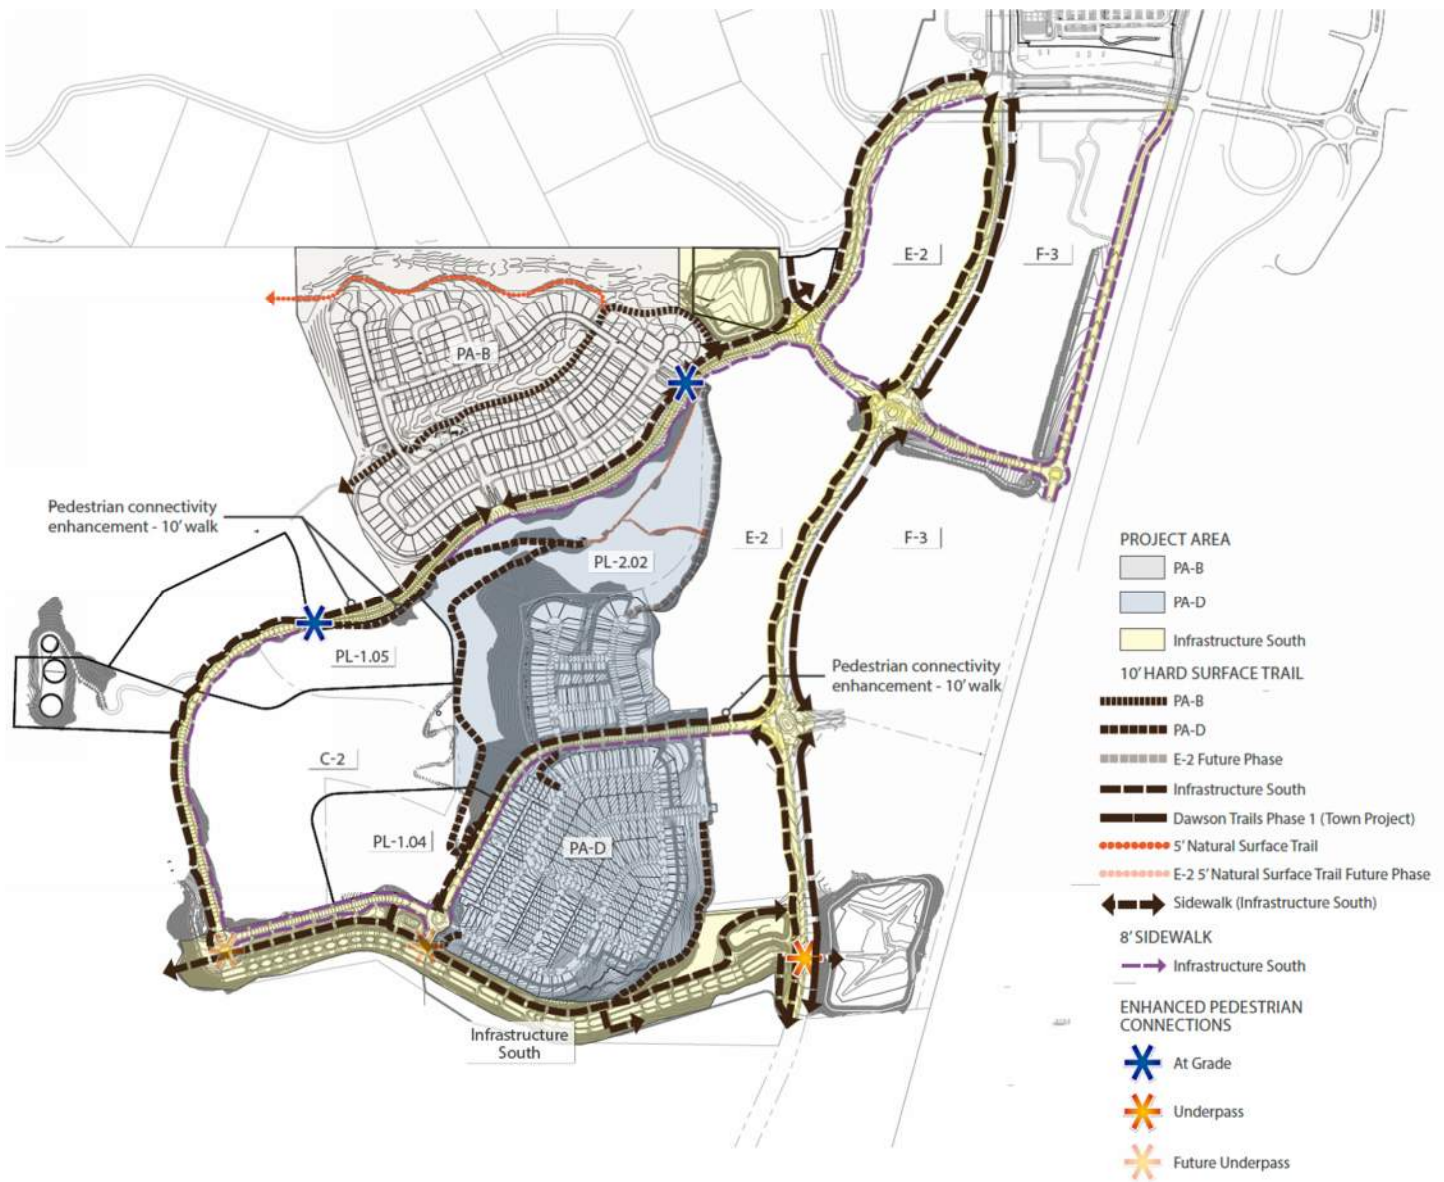 E-2
F-3
PA-B
Pedestrian connectivity
enhancement - 10' walk
E-2
F-3
PL-2.02
PL-1.05
Pedestrian connectivity
enhancement - 10' walk
C-2
PL-1.04
PA-D
Infrastructure
South
PROJECT AREA
PA-B
PA-D
Infrastructure South
10' HARD SURFACE TRAIL
PA-B
PA-D
E-2 Future Phase
Infrastructure South
Dawson Trails Phase 1 (Town Project)
5' Natural Surface Trail
E-2 5' Natural Surface Trail Future Phase
Sidewalk (Infrastructure South)
8' SIDEWALK
Infrastructure South
ENHANCED PEDESTRIAN
CONNECTIONS
At Grade
Underpass
Future Underpass